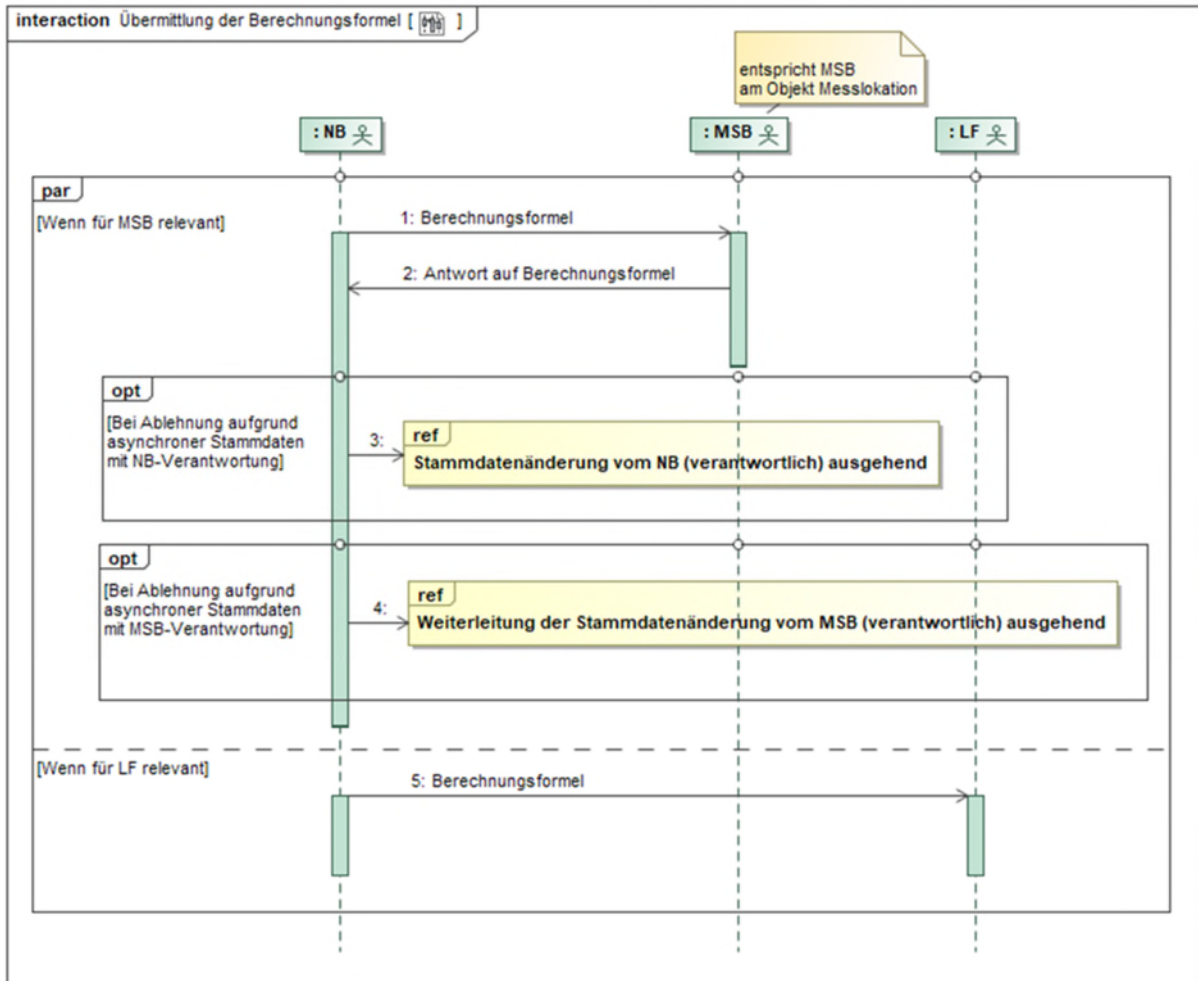 interaction Übermittlung der Berechnungsformel [ ]
entspricht MSB
am Objekt Messlokation
: NB
: MSB
: LF
par
[Wenn für MSB relevant]
1: Berechnungsformel
2: Antwort auf Berechnungsformel
opt
[Bei Ablehnung aufgrund
asynchroner Stammdaten
mit NB-Verantwortung]
3:
ref
Stammdatenänderung vom NB (verantwortlich) ausgehend
opt
[Bei Ablehnung aufgrund
asynchroner Stammdaten
mit MSB-Verantwortung]
4:
ref
Weiterleitung der Stammdatenänderung vom MSB (verantwortlich) ausgehend
[Wenn für LF relevant]
5: Berechnungsformel